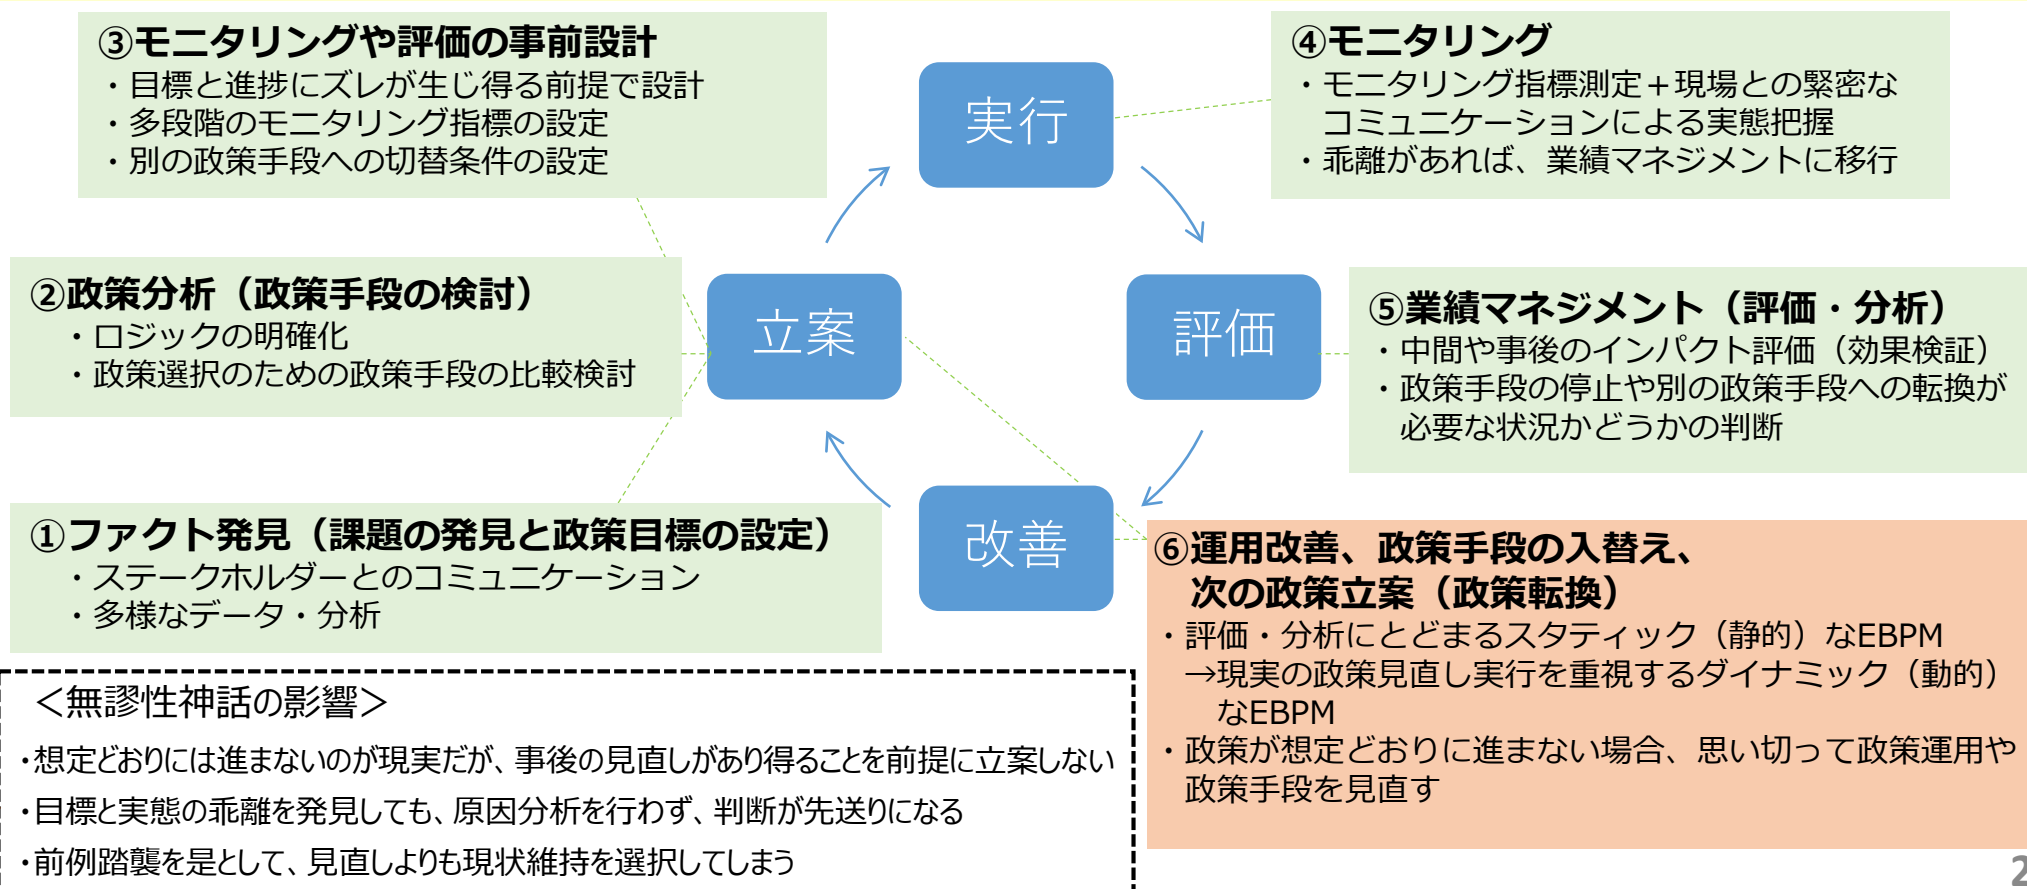 ③モニタリングや評価の事前設計
・目標と進捗にズレが生じ得る前提で設計
・多段階のモニタリング指標の設定
・別の政策手段への切替条件の設定
実行
④モニタリング
・モニタリング指標測定＋現場との緊密な
コミュニケーションによる実態把握
・乖離があれば、業績マネジメントに移行
②政策分析（政策手段の検討）
・ロジックの明確化
・政策選択のための政策手段の比較検討
立案
評価
⑤業績マネジメント（評価・分析）
・中間や事後のインパクト評価（効果検証）
・政策手段の停止や別の政策手段への転換が
必要な状況かどうかの判断
①ファクト発見（課題の発見と政策目標の設定）
・ステークホルダーとのコミュニケーション
・多様なデータ・分析
改善
⑥運用改善、政策手段の入替え、
次の政策立案（政策転換）
・評価・分析にとどまるスタティック（静的）なEBPM
→現実の政策見直し実行を重視するダイナミック（動的）
なEBPM
・政策が想定どおりに進まない場合、思い切って政策運用や
政策手段を見直す
＜無謬性神話の影響＞
・想定どおりには進まないのが現実だが、事後の見直しがあり得ることを前提に立案しない
・目標と実態の乖離を発見しても、原因分析を行わず、判断が先送りになる
・前例踏襲を是として、見直しよりも現状維持を選択してしまう